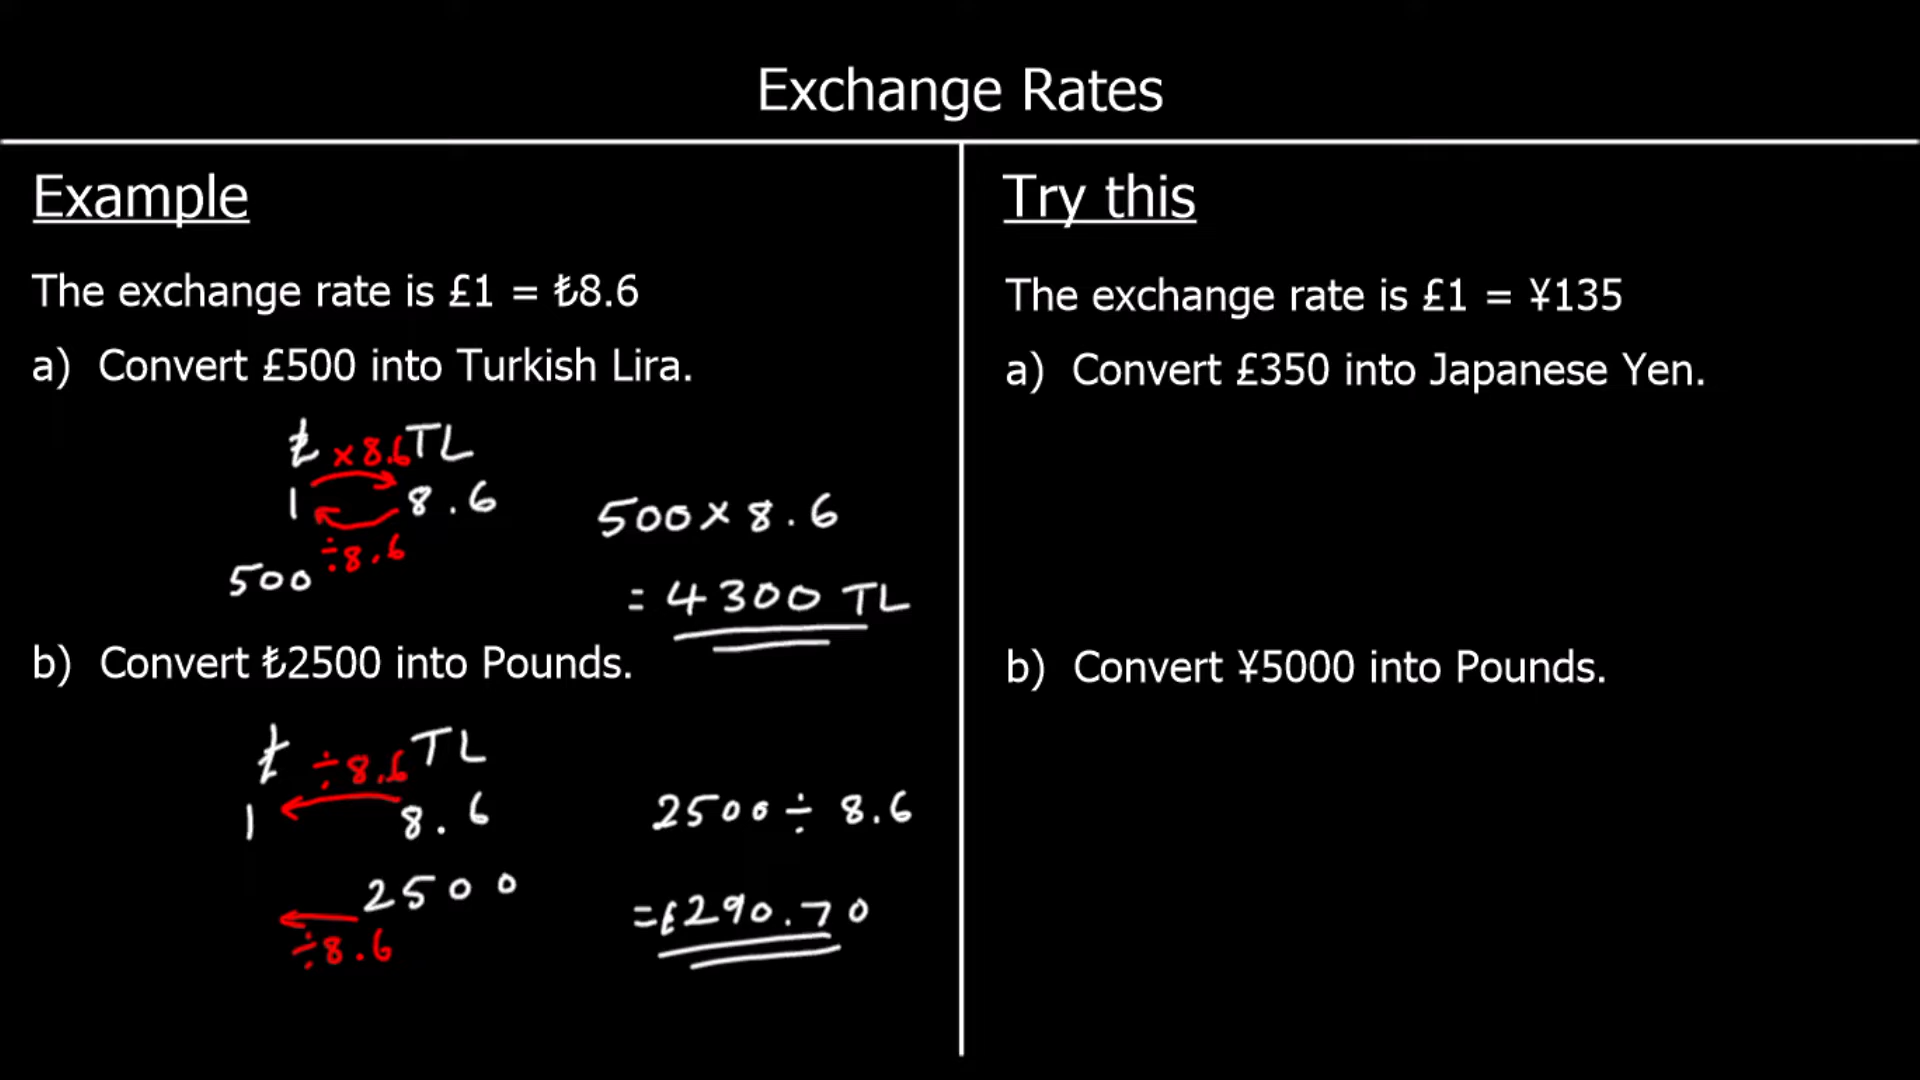 Exchange Rates
Example
The exchange rate is £1 = ₺8.6
a) Convert £500 into Turkish Lira.
£ × 8.6 TL
1 8.6
÷8.6
500
500 × 8.6
= 4300 TL
b) Convert ₺2500 into Pounds.
£ ÷8.6 TL
1 8.6
2500
÷8.6
2500 ÷ 8.6
= £290.70
Try this
The exchange rate is £1 = ¥135
a) Convert £350 into Japanese Yen.
b) Convert ¥5000 into Pounds.